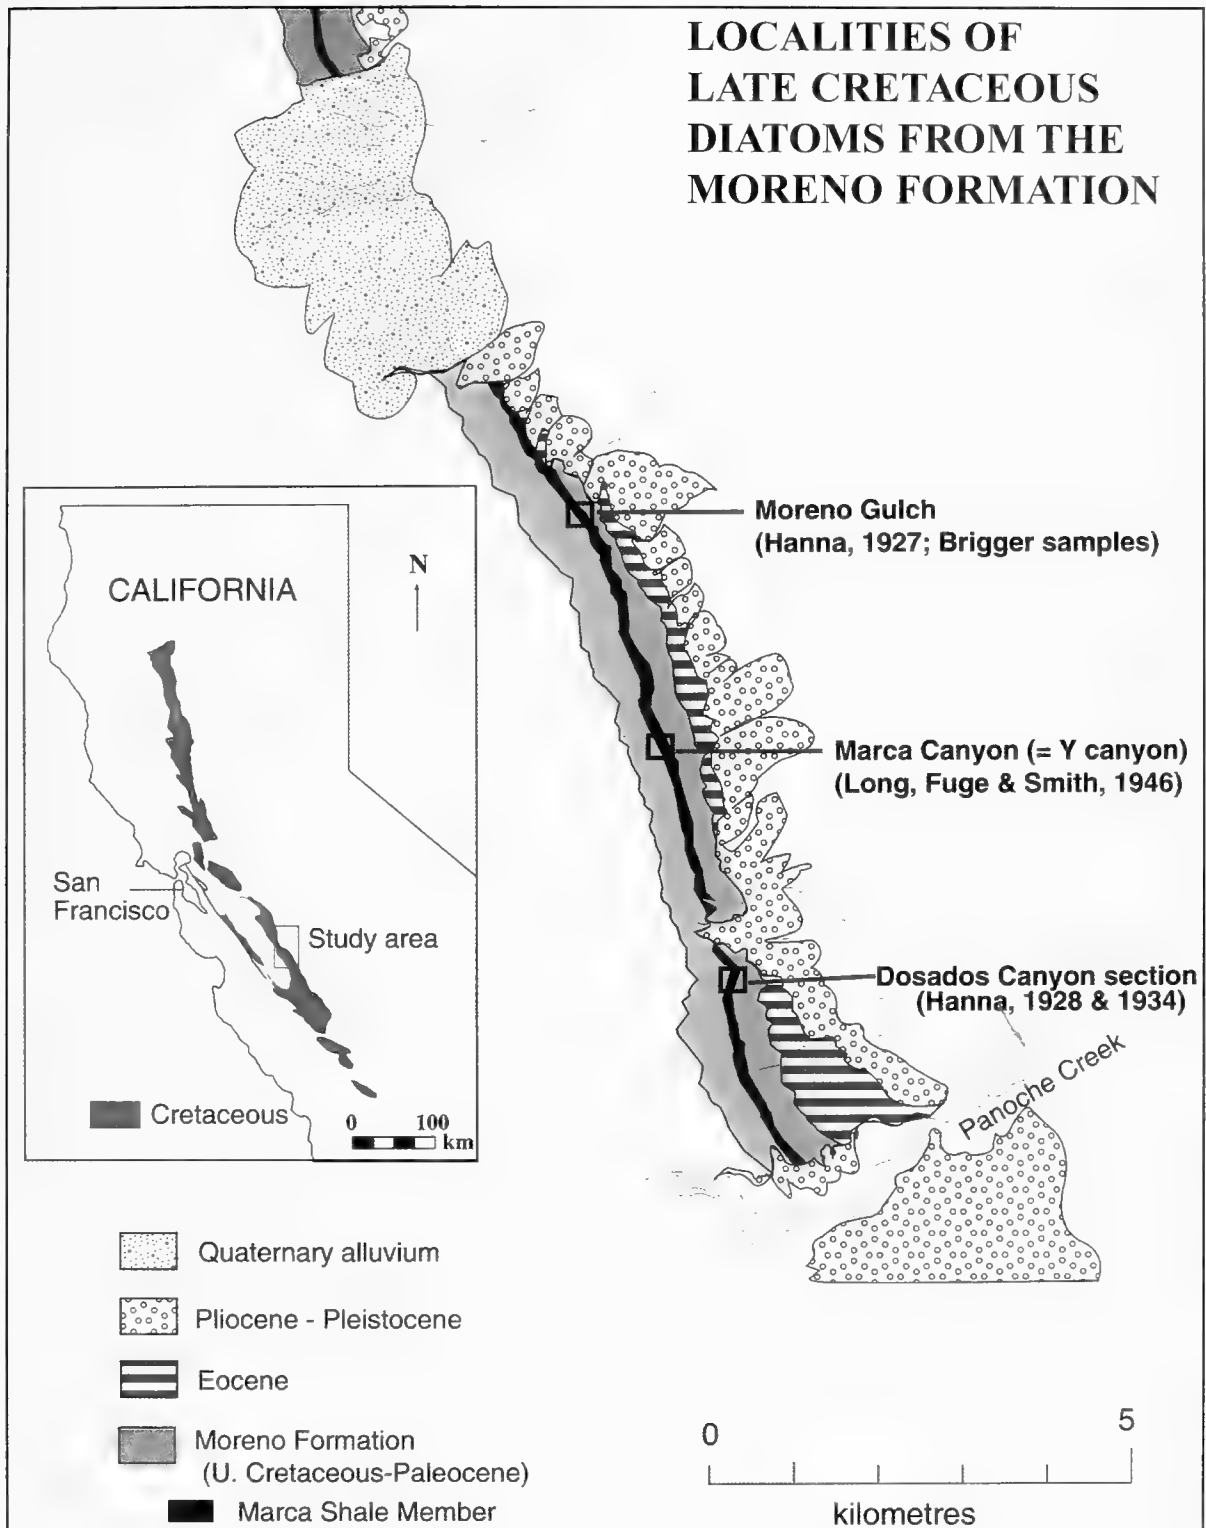 LOCALITIES OF
LATE CRETACEOUS
DIATOMS FROM THE
MORENO FORMATION
Moreno Gulch
(Hanna, 1927; Brigger samples)
Marca Canyon (= Y canyon)
(Long, Fuge & Smith, 1946)
Dosados Canyon section
(Hanna, 1928 & 1934)
Panoche Creek
CALIFORNIA
N
San
Francisco
Study area
Cretaceous
0 100
km
Quaternary alluvium
Pliocene - Pleistocene
Eocene
Moreno Formation
(U. Cretaceous-Paleocene)
Marca Shale Member
0 5
kilometres